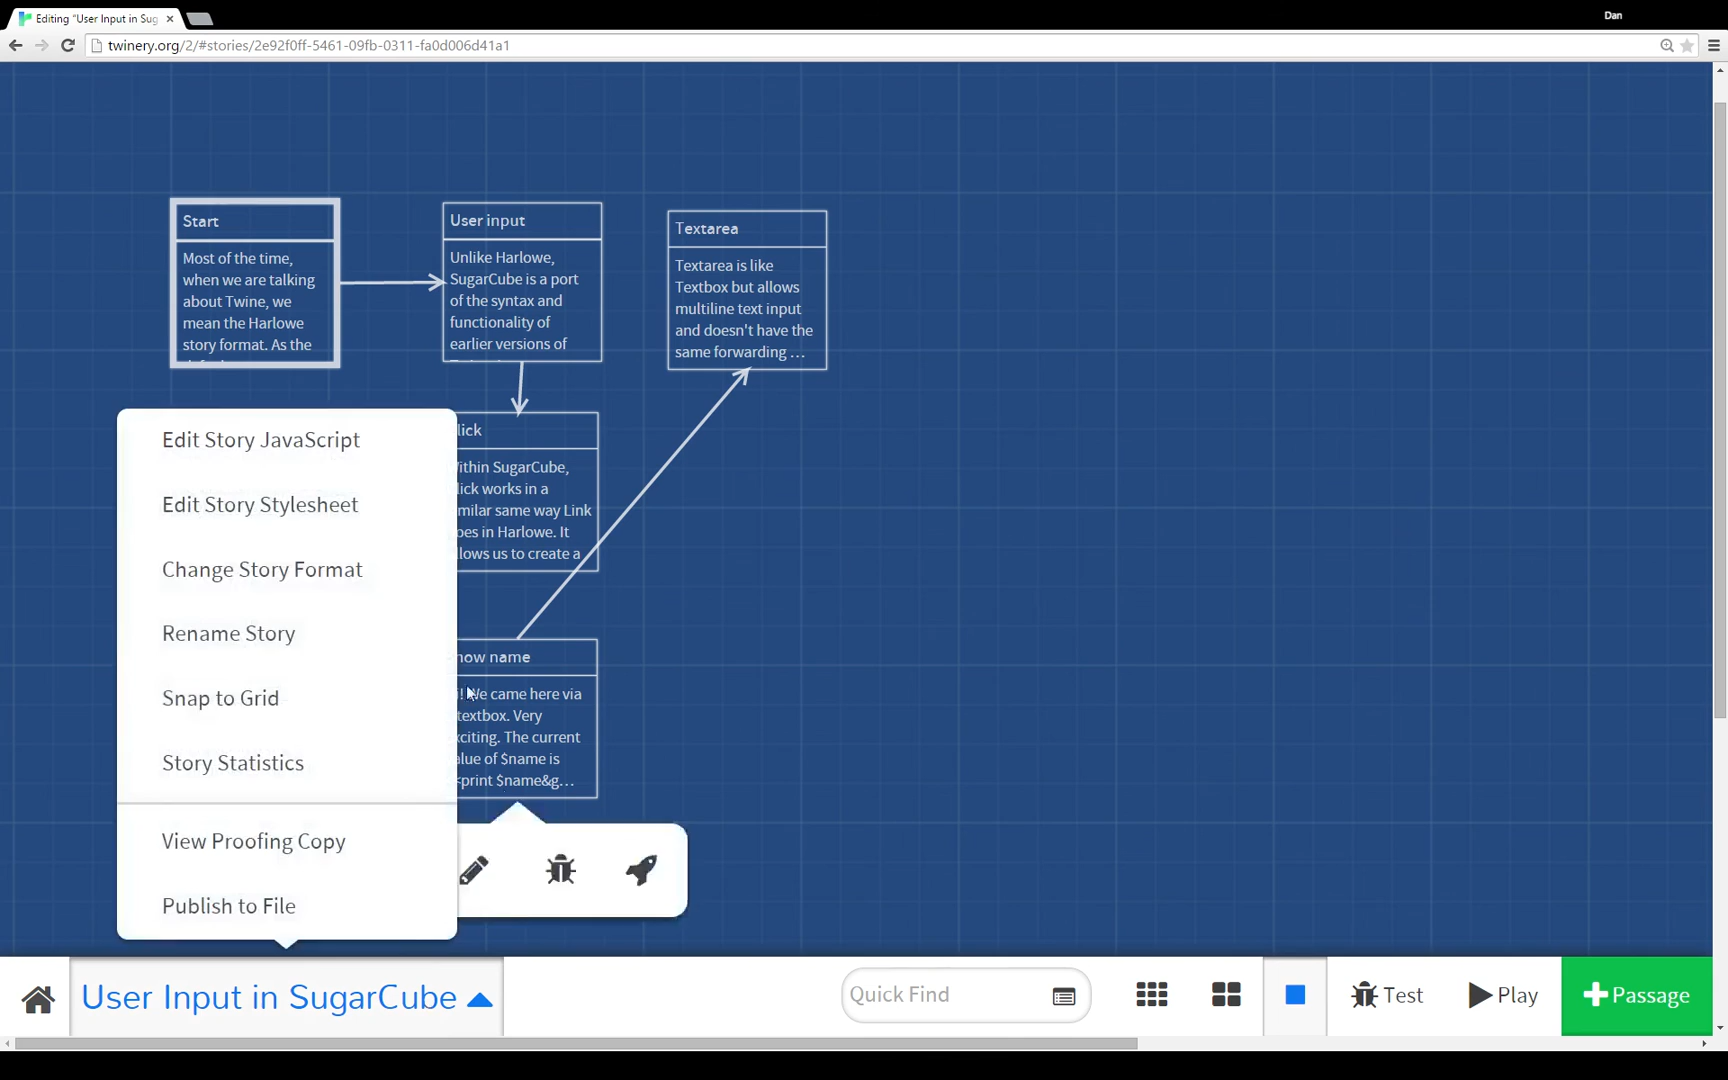 Editing "User Input in Sug
Dan
twinery.org/2/#stories/2e92f0ff-5461-09fb-0311-fa0d006d41a1
Start
Most of the time,
when we are talking
about Twine, we
mean the Harlowe
story format. As the
User input
Unlike Harlowe,
SugarCube is a port
of the syntax and
functionality of
earlier versions of
Textarea
Textarea is like
Textbox but allows
multiline text input
and doesn't have the
same forwarding ...
lick
ithin SugarCube,
lick works in a
milar same way Link
oes in Harlowe. It
llows us to create a
how name
i! We came here via
textbox. Very
xciting. The current
alue of $name is
<print $name&g...
Edit Story JavaScript
Edit Story Stylesheet
Change Story Format
Rename Story
Snap to Grid
Story Statistics
View Proofing Copy
Publish to File
User Input in SugarCube
Quick Find
Test
Play
Passage